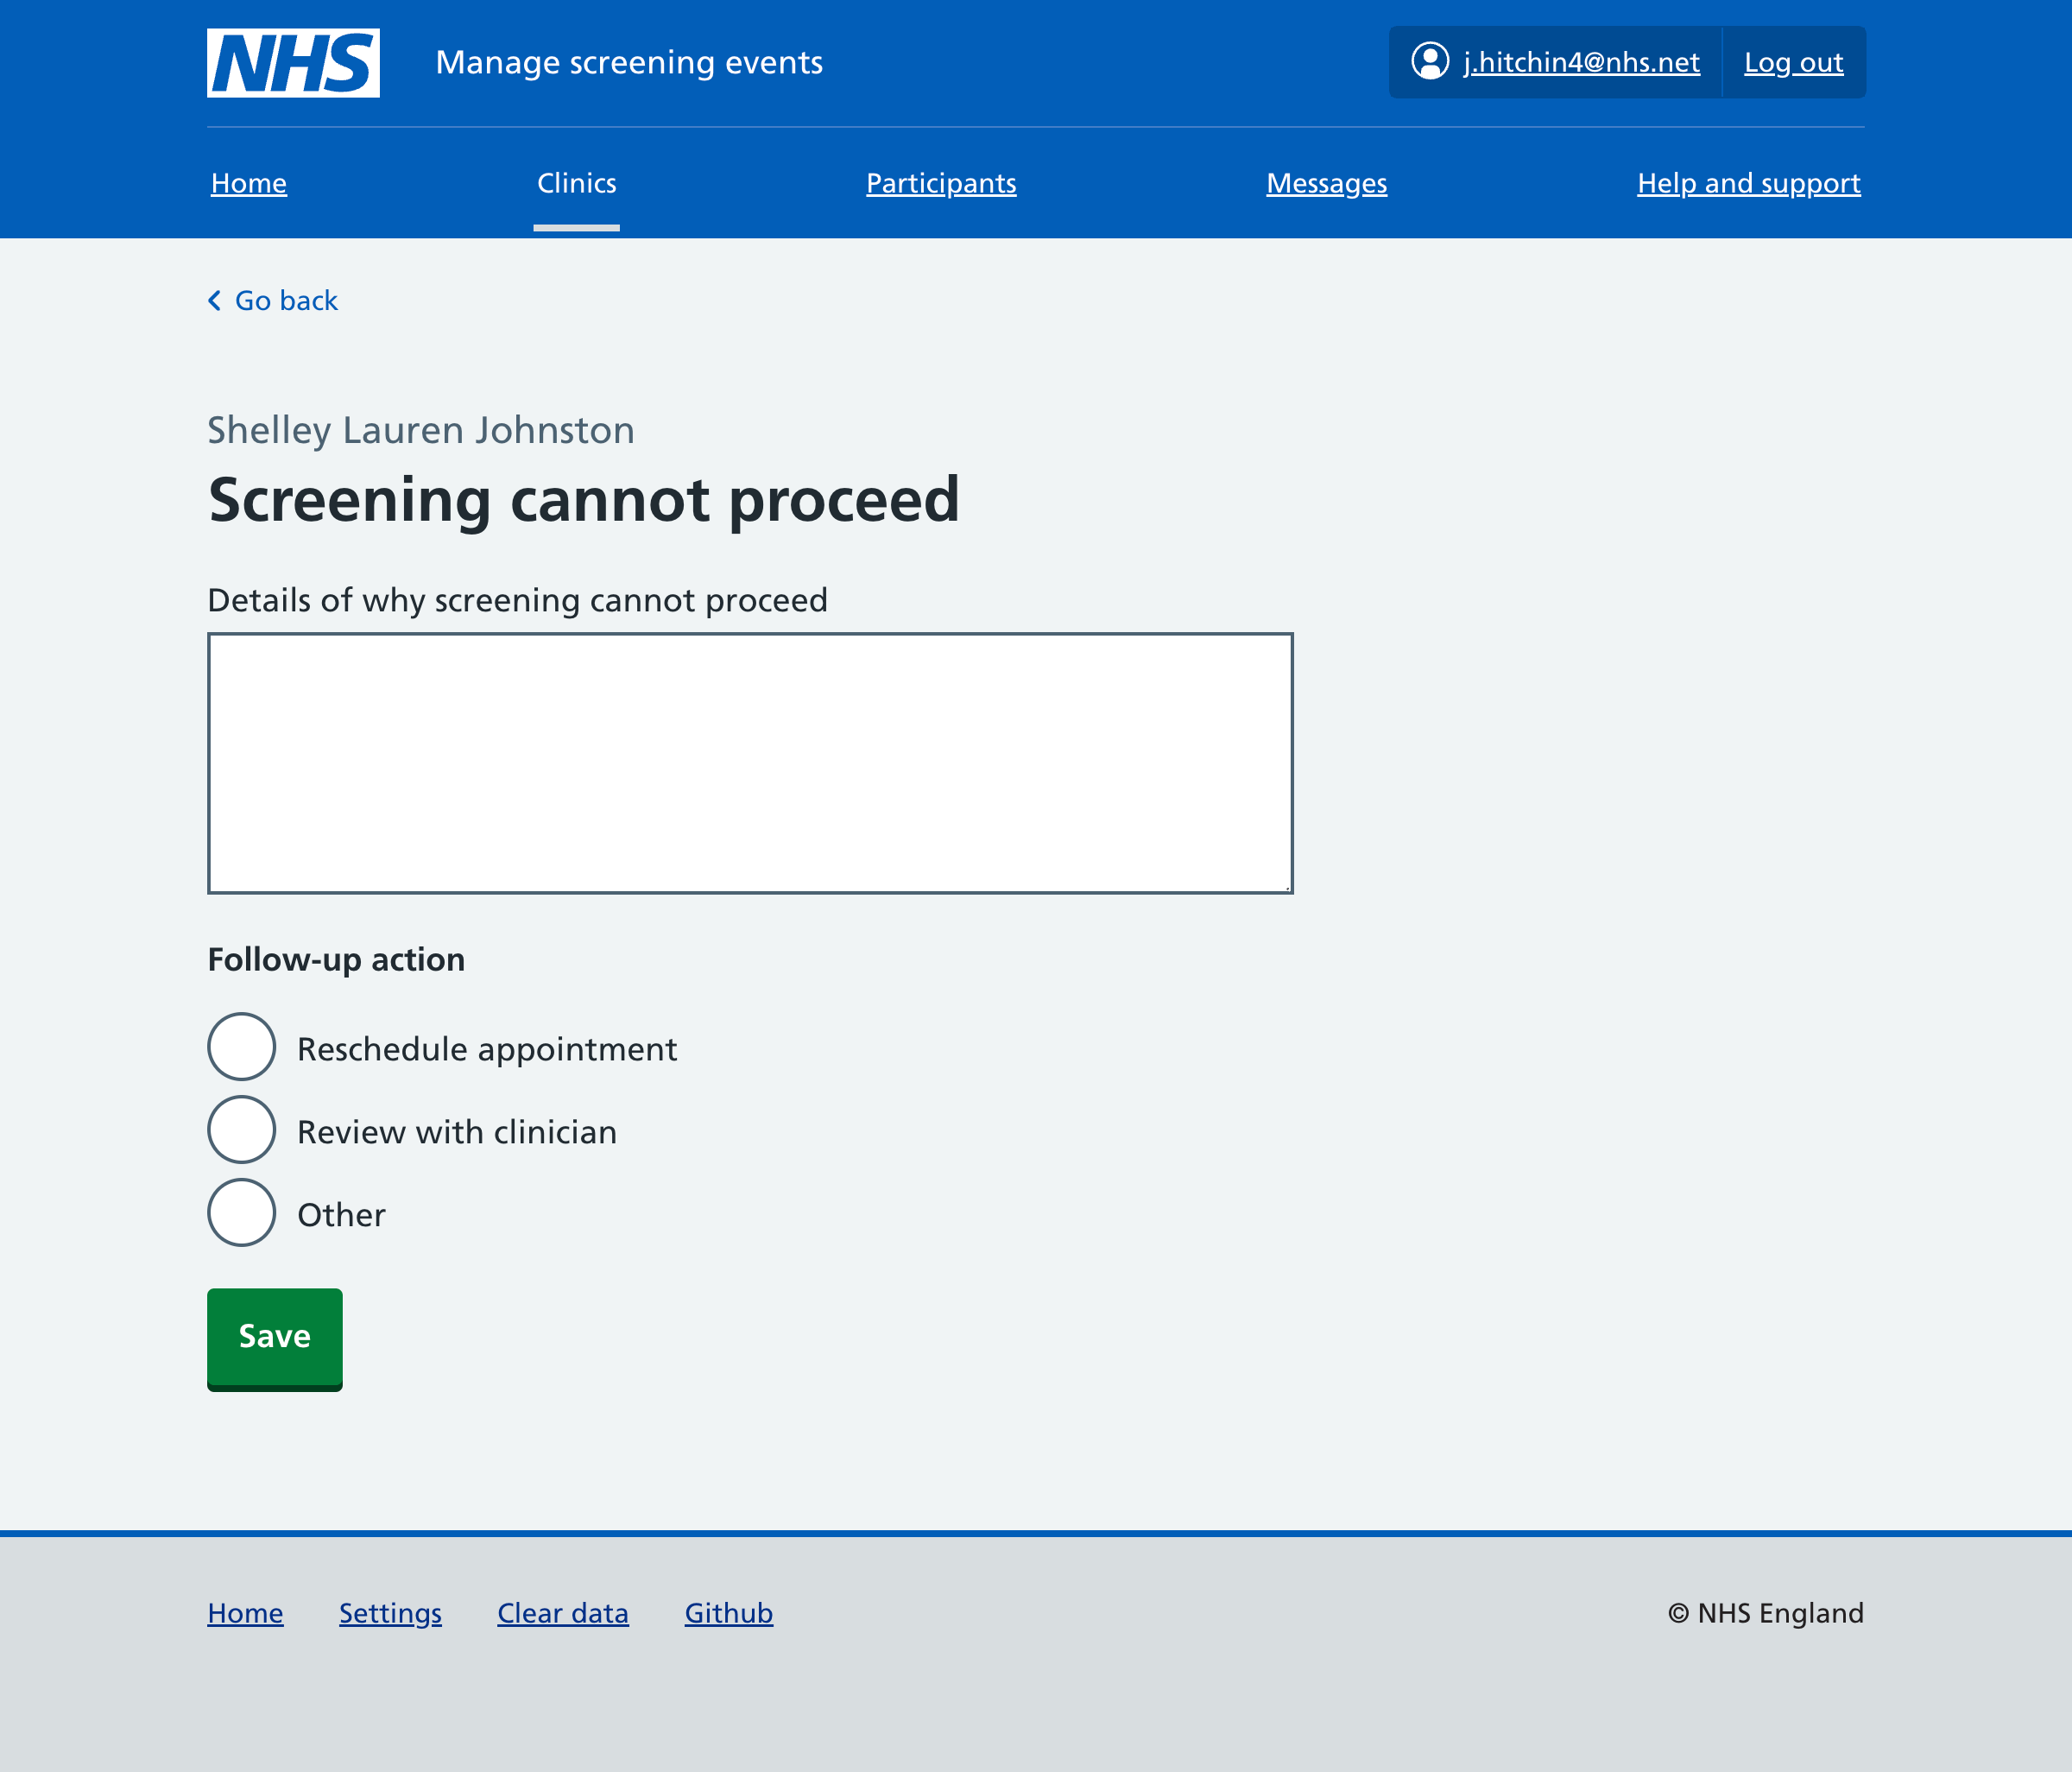 NHS Manage screening events j.hitchin4@nhs.net Log out
Home Clinics Participants Messages Help and support
Go back
Shelley Lauren Johnston
Screening cannot proceed
Details of why screening cannot proceed
Follow-up action
Reschedule appointment
Review with clinician
Other
Save
Home Settings Clear data Github © NHS England